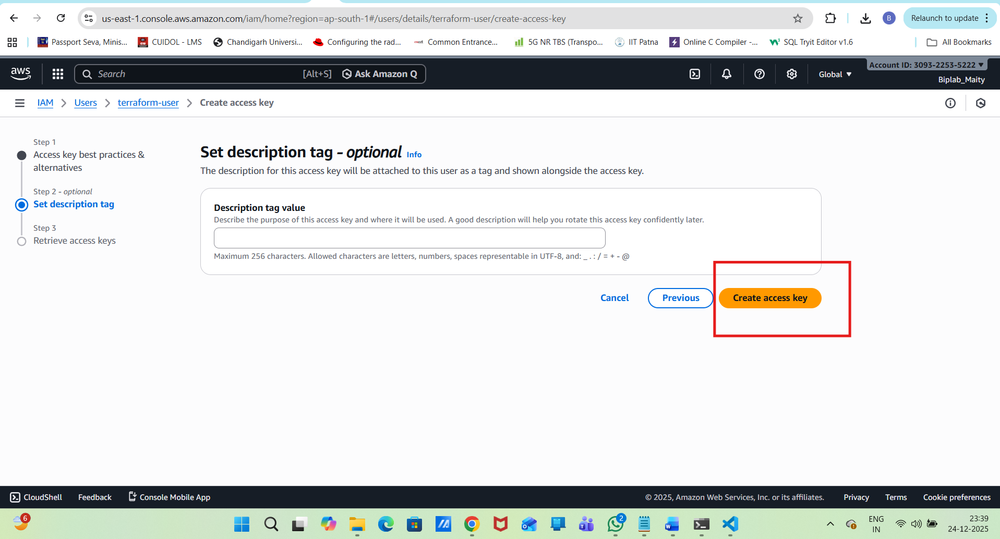 us-east-1.console.aws.amazon.com/iam/home?region=ap-south-1#/users/details/terraform-user/create-access-key
B
Relaunch to update
Passport Seva, Minis...
CUIDOL - LMS
Chandigarh Universi...
Configuring the rad...
Common Entrance...
5G NR TBS (Transpo...
IIT Patna
Online C Compiler -...
SQL Tryit Editor v1.6
All Bookmarks
aws
Search
[Alt+S]
Ask Amazon Q
Global
Account ID: 3093-2253-5222
Biplab_Maity
IAM
Users
terraform-user
Create access key
Step 1
Access key best practices &
alternatives
Step 2 - optional
Set description tag
Step 3
Retrieve access keys
Set description tag - optional Info
The description for this access key will be attached to this user as a tag and shown alongside the access key.
Description tag value
Describe the purpose of this access key and where it will be used. A good description will help you rotate this access key confidently later.
Maximum 256 characters. Allowed characters are letters, numbers, spaces representable in UTF-8, and: _ . : / = + - @
Cancel
Previous
Create access key
CloudShell
Feedback
Console Mobile App
© 2025, Amazon Web Services, Inc. or its affiliates.
Privacy
Terms
Cookie preferences
6
2
ENG
IN
23:39
24-12-2025